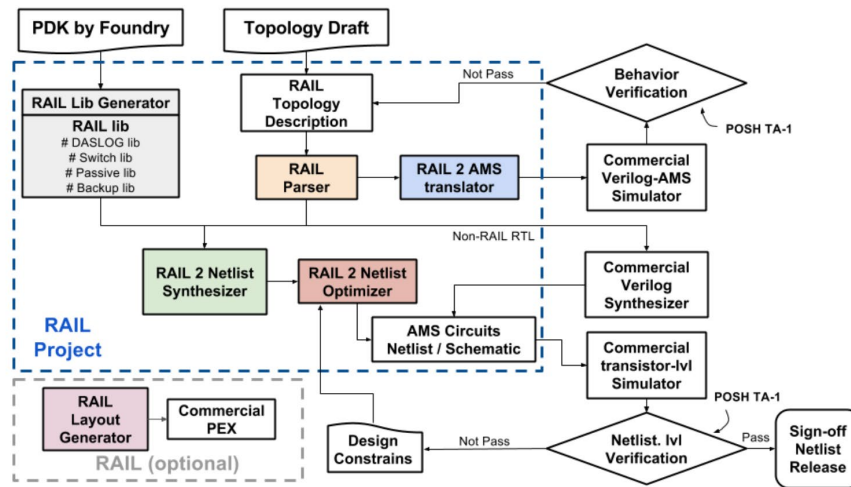 PDK by Foundry
Topology Draft
RAIL Lib Generator
RAIL lib
# DASLOG lib
# Switch lib
# Passive lib
# Backup lib
RAIL
Topology
Description
Not Pass
Behavior
Verification
POSH TA-1
RAIL
Parser
RAIL 2 AMS
translator
Commercial
Verilog-AMS
Simulator
Non-RAIL RTL
RAIL 2 Netlist
Synthesizer
RAIL 2 Netlist
Optimizer
Commercial
Verilog
Synthesizer
RAIL
Project
AMS Circuits
Netlist / Schematic
Commercial
transistor-lvl
Simulator
RAIL
Layout
Generator
Commercial
PEX
RAIL (optional)
Design
Constrains
Not Pass
Netlist. lvl
Verification
POSH TA-1
Pass
Sign-off
Netlist
Release